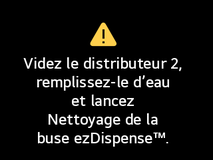 Videz le distributeur 2,
remplissez-le d'eau
et lancez
Nettoyage de la
buse ezDispense™.